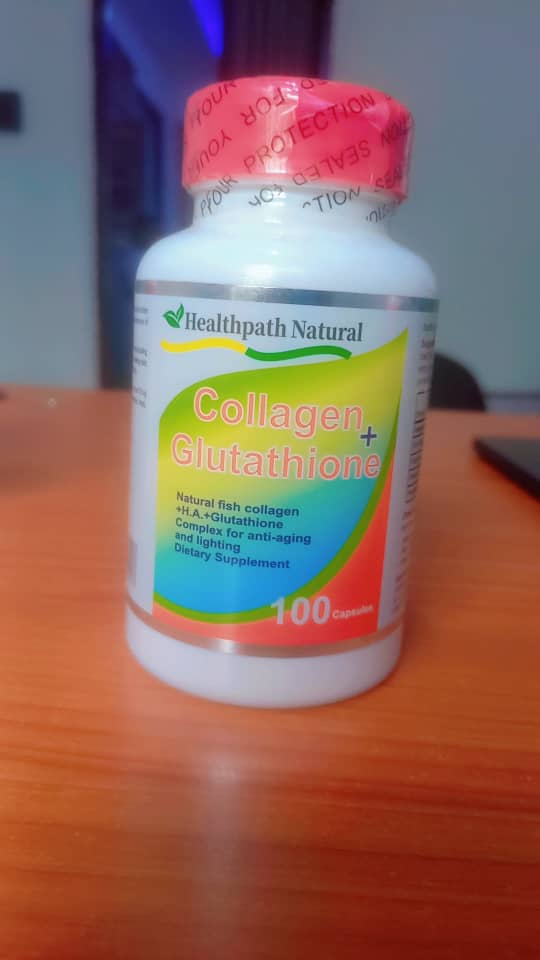 YOUR PROTECTION
SEALED FOR
Healthpath Natural
Collagen
+
Glutathione
Natural fish collagen
+H.A.+Glutathione
Complex for anti-aging
and lighting
Dietary Supplement
100 Capsules